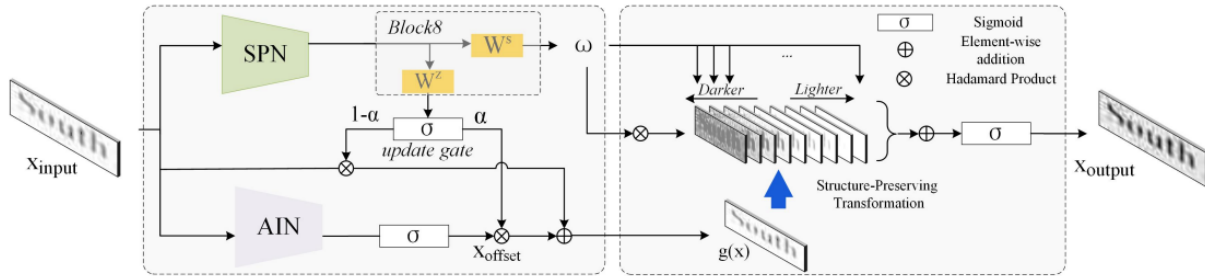 Block8
SPN
W^s
ω
W^z
1-α
σ
α
update gate
South
x_input
AIN
σ
x_offset
...
Darker
Lighter
South
Structure-Preserving
Transformation
South
g(x)
σ
Sigmoid
Element-wise
addition
Hadamard Product
σ
South
x_output